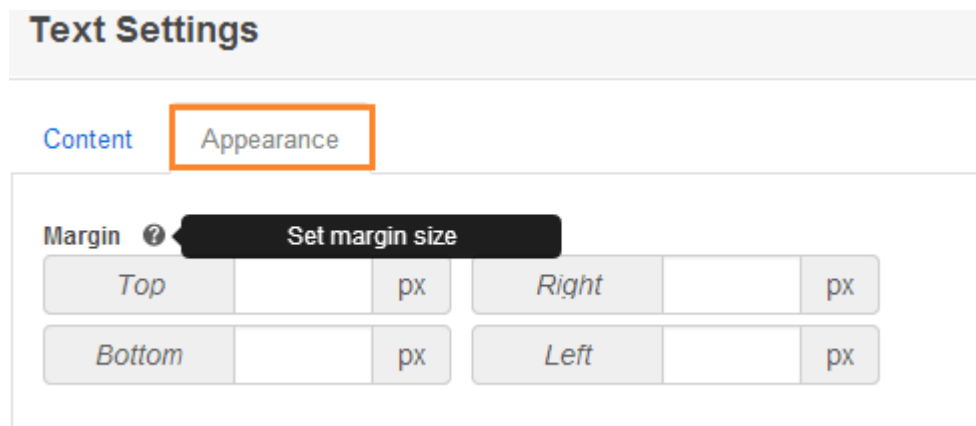 Text Settings
Content Appearance
Margin ? Set margin size
Top px Right px
Bottom px Left px